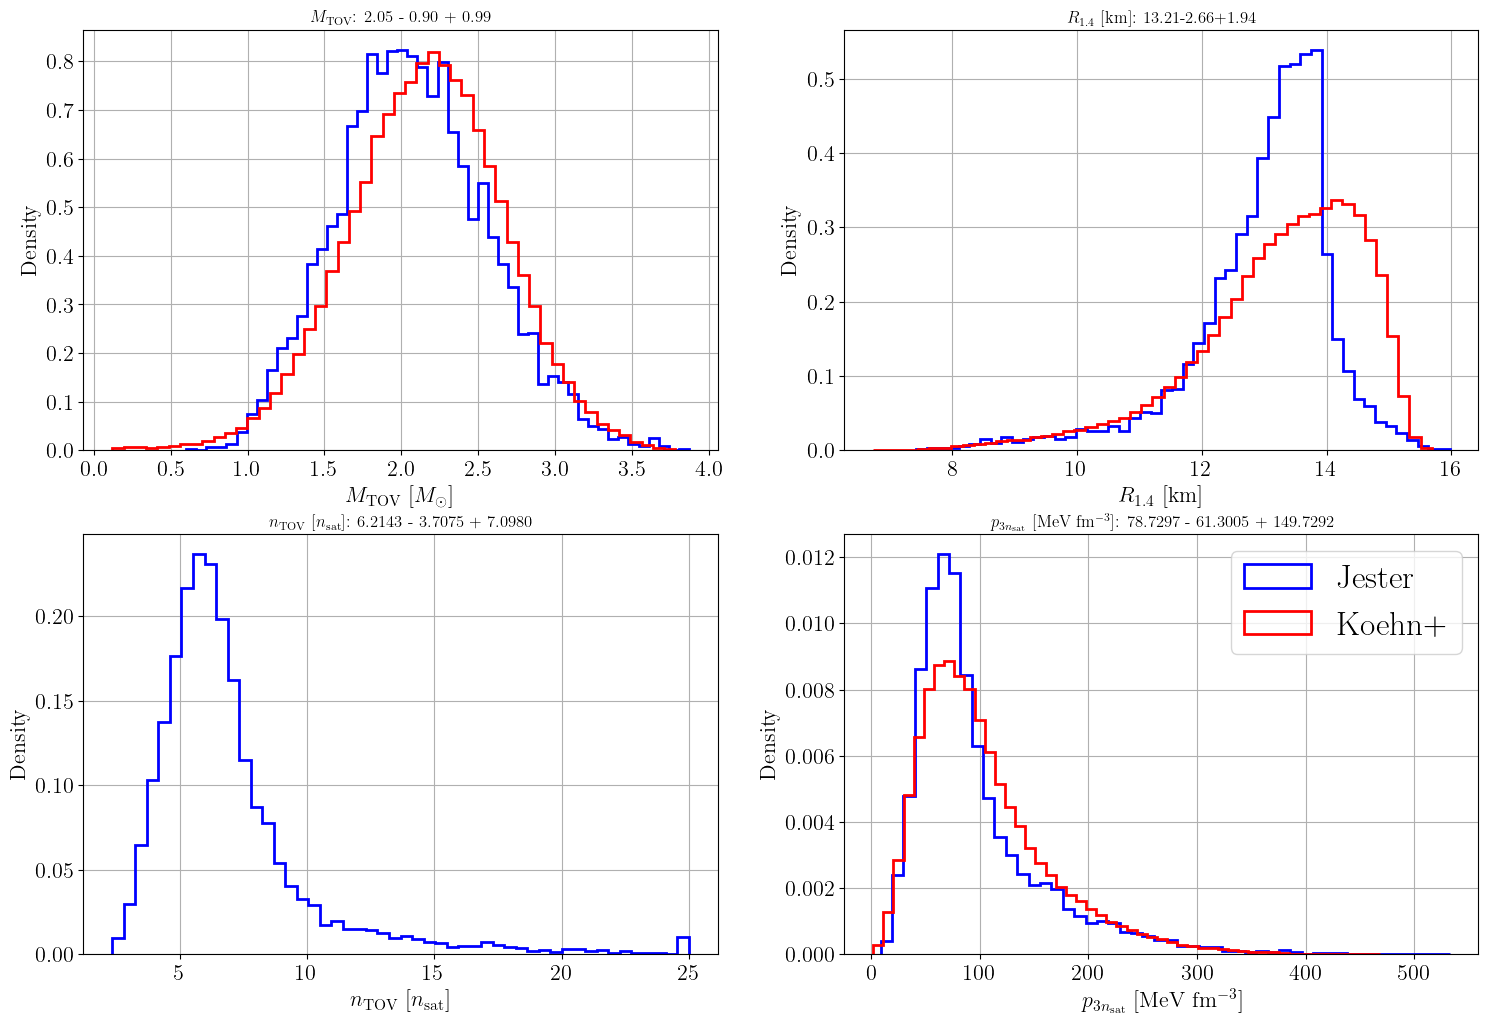 M_TOV: 2.05 - 0.90 + 0.99
0.8
0.7
0.6
0.5
0.4
0.3
0.2
0.1
0.0
Density
0.0 0.5 1.0 1.5 2.0 2.5 3.0 3.5 4.0
M_TOV [M_⊙]
R_1.4 [km]: 13.21-2.66+1.94
0.5
0.4
0.3
0.2
0.1
0.0
Density
8 10 12 14 16
R_1.4 [km]
n_TOV [n_sat]: 6.2143 - 3.7075 + 7.0980
0.20
0.15
0.10
0.05
0.00
Density
5 10 15 20 25
n_TOV [n_sat]
p_3n_sat [MeV fm⁻³]: 78.7297 - 61.3005 + 149.7292
0.012
0.010
0.008
0.006
0.004
0.002
0.000
Density
Jester
Koehn+
0 100 200 300 400 500
p_3n_sat [MeV fm⁻³]